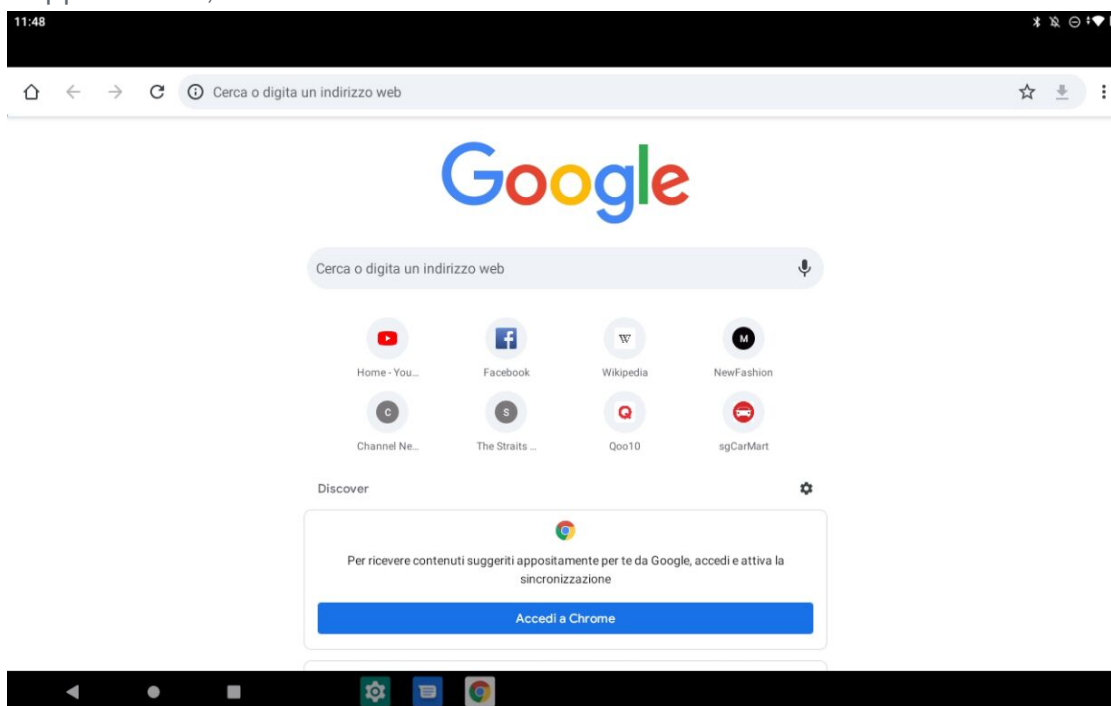 11:48
Cerca o digita un indirizzo web
Google
Cerca o digita un indirizzo web
Home - You...
Facebook
W
Wikipedia
M
NewFashion
C
Channel Ne...
S
The Straits ...
Q
Qoo10
sgCarMart
Discover
Per ricevere contenuti suggeriti appositamente per te da Google, accedi e attiva la
sincronizzazione
Accedi a Chrome